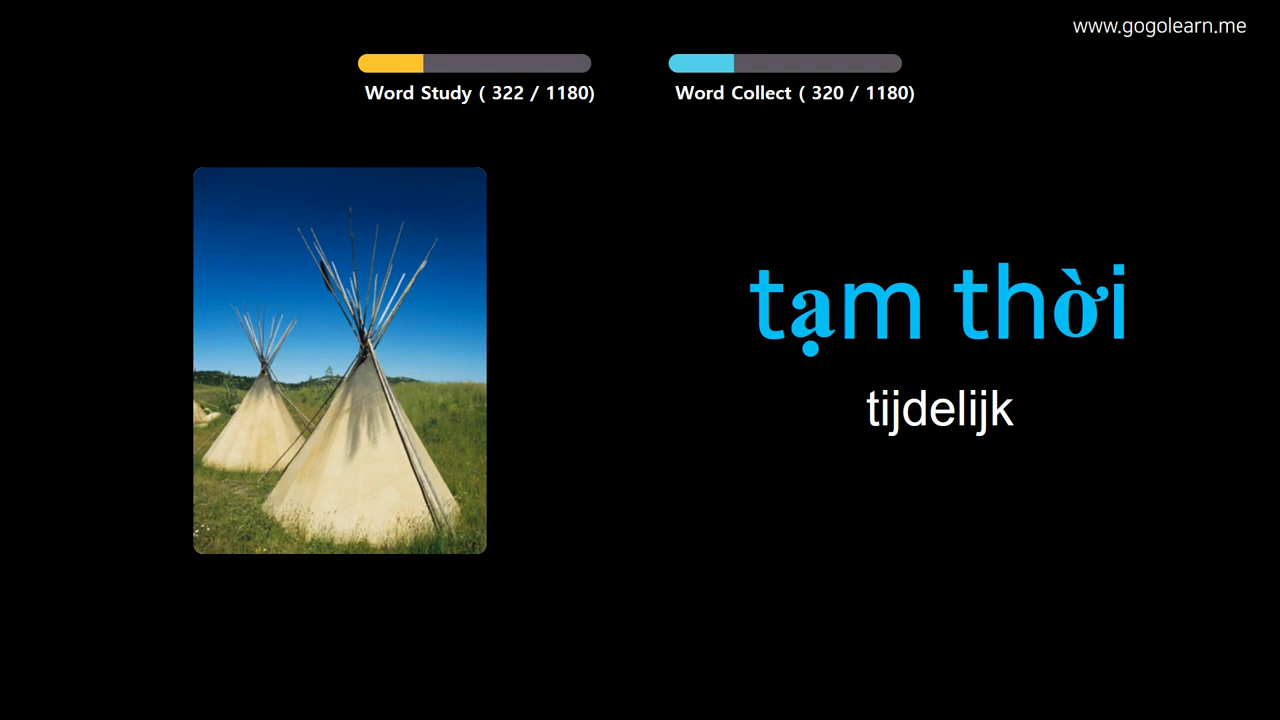 www.gogolearn.me
Word Study ( 322 / 1180)
Word Collect ( 320 / 1180)
tạm thời
tijdelijk